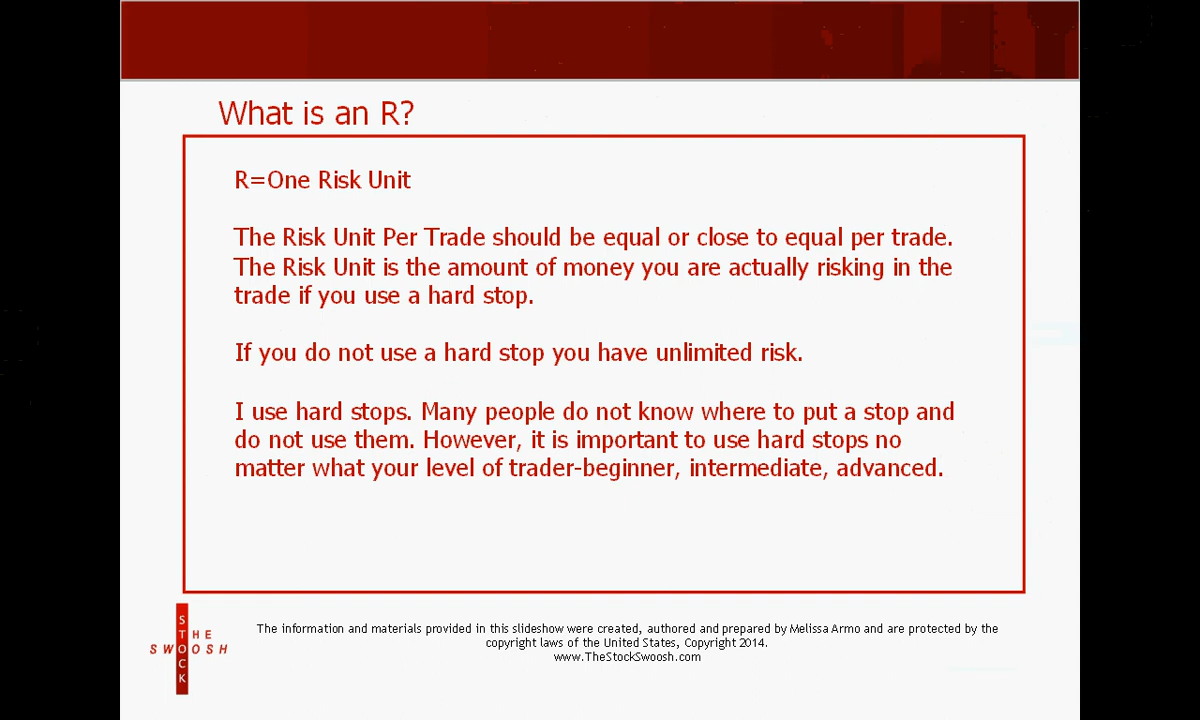 What is an R?
R=One Risk Unit
The Risk Unit Per Trade should be equal or close to equal per trade.
The Risk Unit is the amount of money you are actually risking in the
trade if you use a hard stop.
If you do not use a hard stop you have unlimited risk.
I use hard stops. Many people do not know where to put a stop and
do not use them. However, it is important to use hard stops no
matter what your level of trader-beginner, intermediate, advanced.
THE
STOCK
SWOOSH
The information and materials provided in this slideshow were created, authored and prepared by Melissa Armo and are protected by the
copyright laws of the United States, Copyright 2014.
www.TheStockSwoosh.com